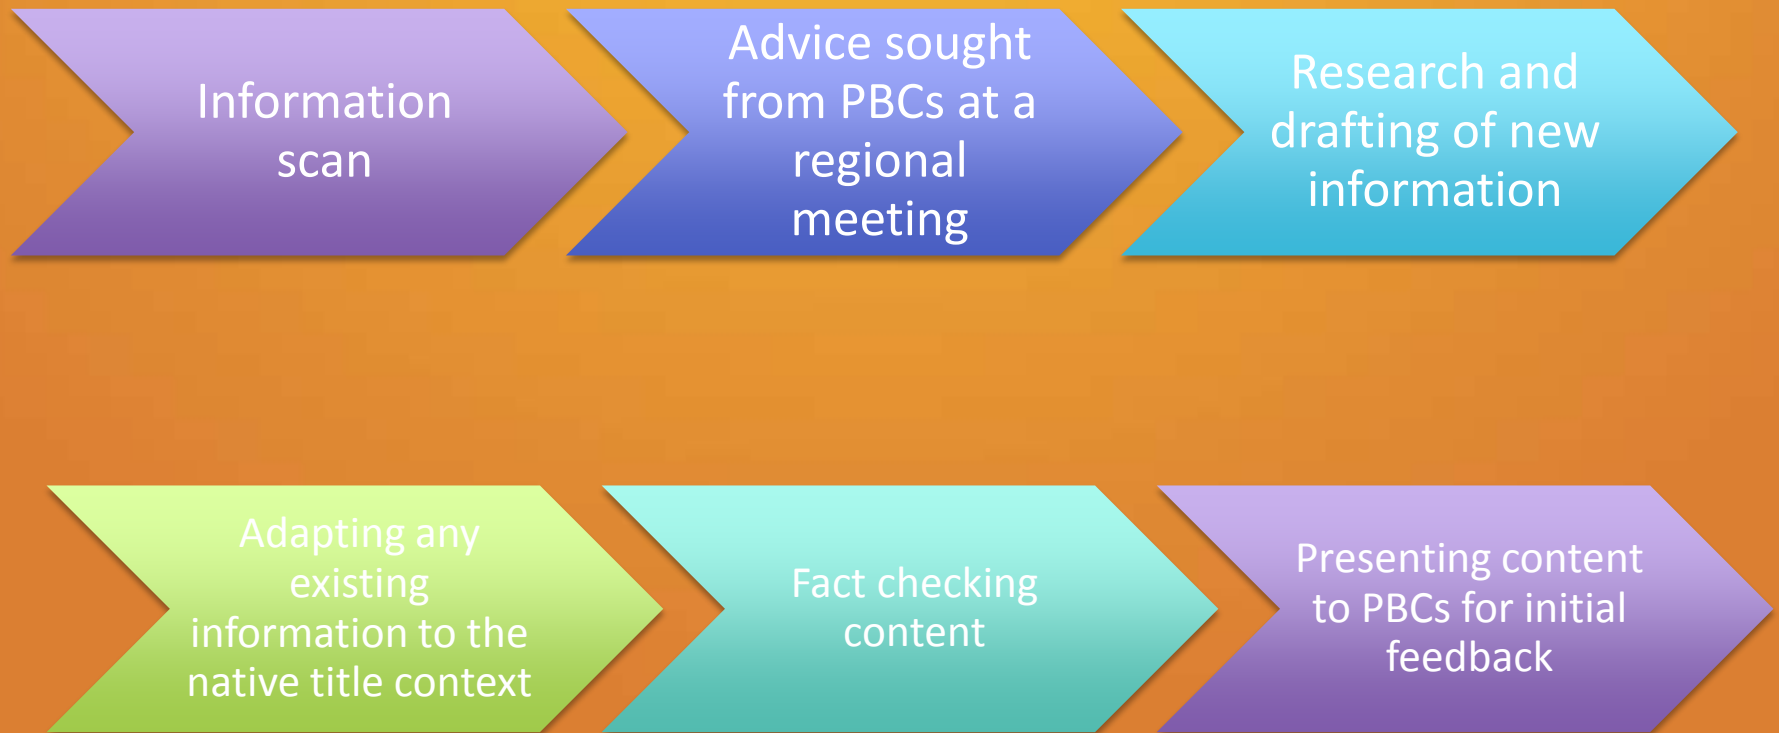 Information
scan
Advice sought
from PBCs at a
regional
meeting
Research and
drafting of new
information
Adapting any
existing
information to the
native title context
Fact checking
content
Presenting content
to PBCs for initial
feedback